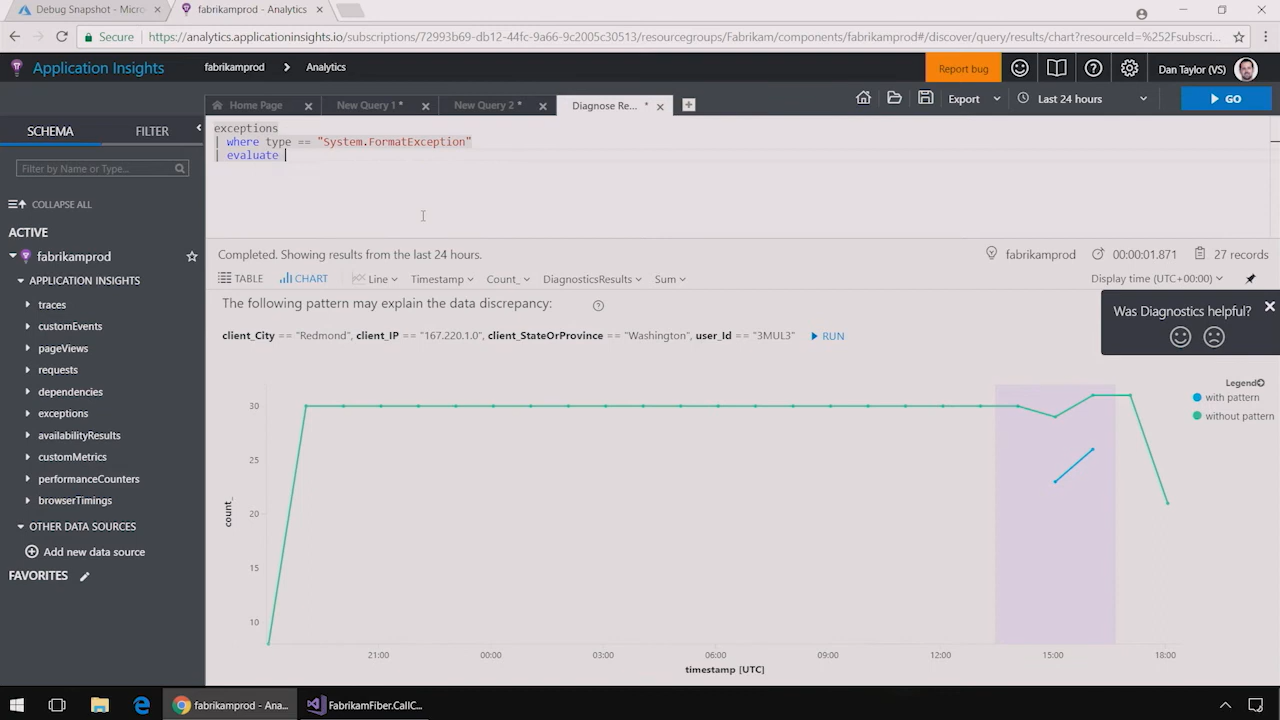 Debug Snapshot - Micro
fabrikamprod - Analytics
Secure
https://analytics.applicationinsights.io/subscriptions/72993b69-db12-44fc-9a66-9c2005c30513/resourcegroups/Fabrikam/components/fabrikamprod#/discover/query/results/chart?resourceId=%252Fsubscri...
Application Insights
fabrikamprod
Analytics
Report bug
Dan Taylor (VS)
Home Page
New Query 1 *
New Query 2 *
Diagnose Re... *
Export
Last 24 hours
GO
SCHEMA
FILTER
Filter by Name or Type...
COLLAPSE ALL
ACTIVE
fabrikamprod
APPLICATION INSIGHTS
traces
customEvents
pageViews
requests
dependencies
exceptions
availabilityResults
customMetrics
performanceCounters
browserTimings
OTHER DATA SOURCES
Add new data source
FAVORITES
exceptions
| where type == "System.FormatException"
| evaluate
Completed. Showing results from the last 24 hours.
fabrikamprod
00:00:01.871
27 records
TABLE
CHART
Line
Timestamp
Count_
DiagnosticsResults
Sum
Display time (UTC+00:00)
The following pattern may explain the data discrepancy:
client_City == "Redmond", client_IP == "167.220.1.0", client_StateOrProvince == "Washington", user_Id == "3MUL3"
RUN
Was Diagnostics helpful?
Legend
with pattern
without pattern
count_
30
25
20
15
10
21:00
00:00
03:00
06:00
09:00
12:00
15:00
18:00
timestamp [UTC]
fabrikamprod - Ana...
FabrikamFiber.CallC...